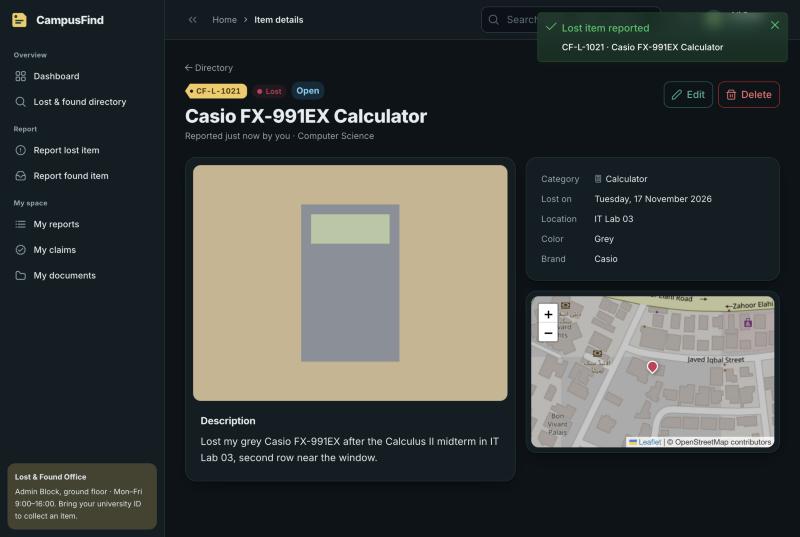 CampusFind
Overview
Dashboard
Lost & found directory
Report
Report lost item
Report found item
My space
My reports
My claims
My documents
Lost & Found Office
Admin Block, ground floor · Mon–Fri
9:00–16:00. Bring your university ID
to collect an item.
Home › Item details
Search
Lost item reported
CF-L-1021 · Casio FX-991EX Calculator
← Directory
CF-L-1021
Lost
Open
Casio FX-991EX Calculator
Reported just now by you · Computer Science
Edit
Delete
Description
Lost my grey Casio FX-991EX after the Calculus II midterm in IT
Lab 03, second row near the window.
Category Calculator
Lost on Tuesday, 17 November 2026
Location IT Lab 03
Color Grey
Brand Casio
+
−
Elahi Road
Zahoor Elahi
Javed Iqbal Street
Bon
Vivant
Palais
Leaflet | © OpenStreetMap contributors